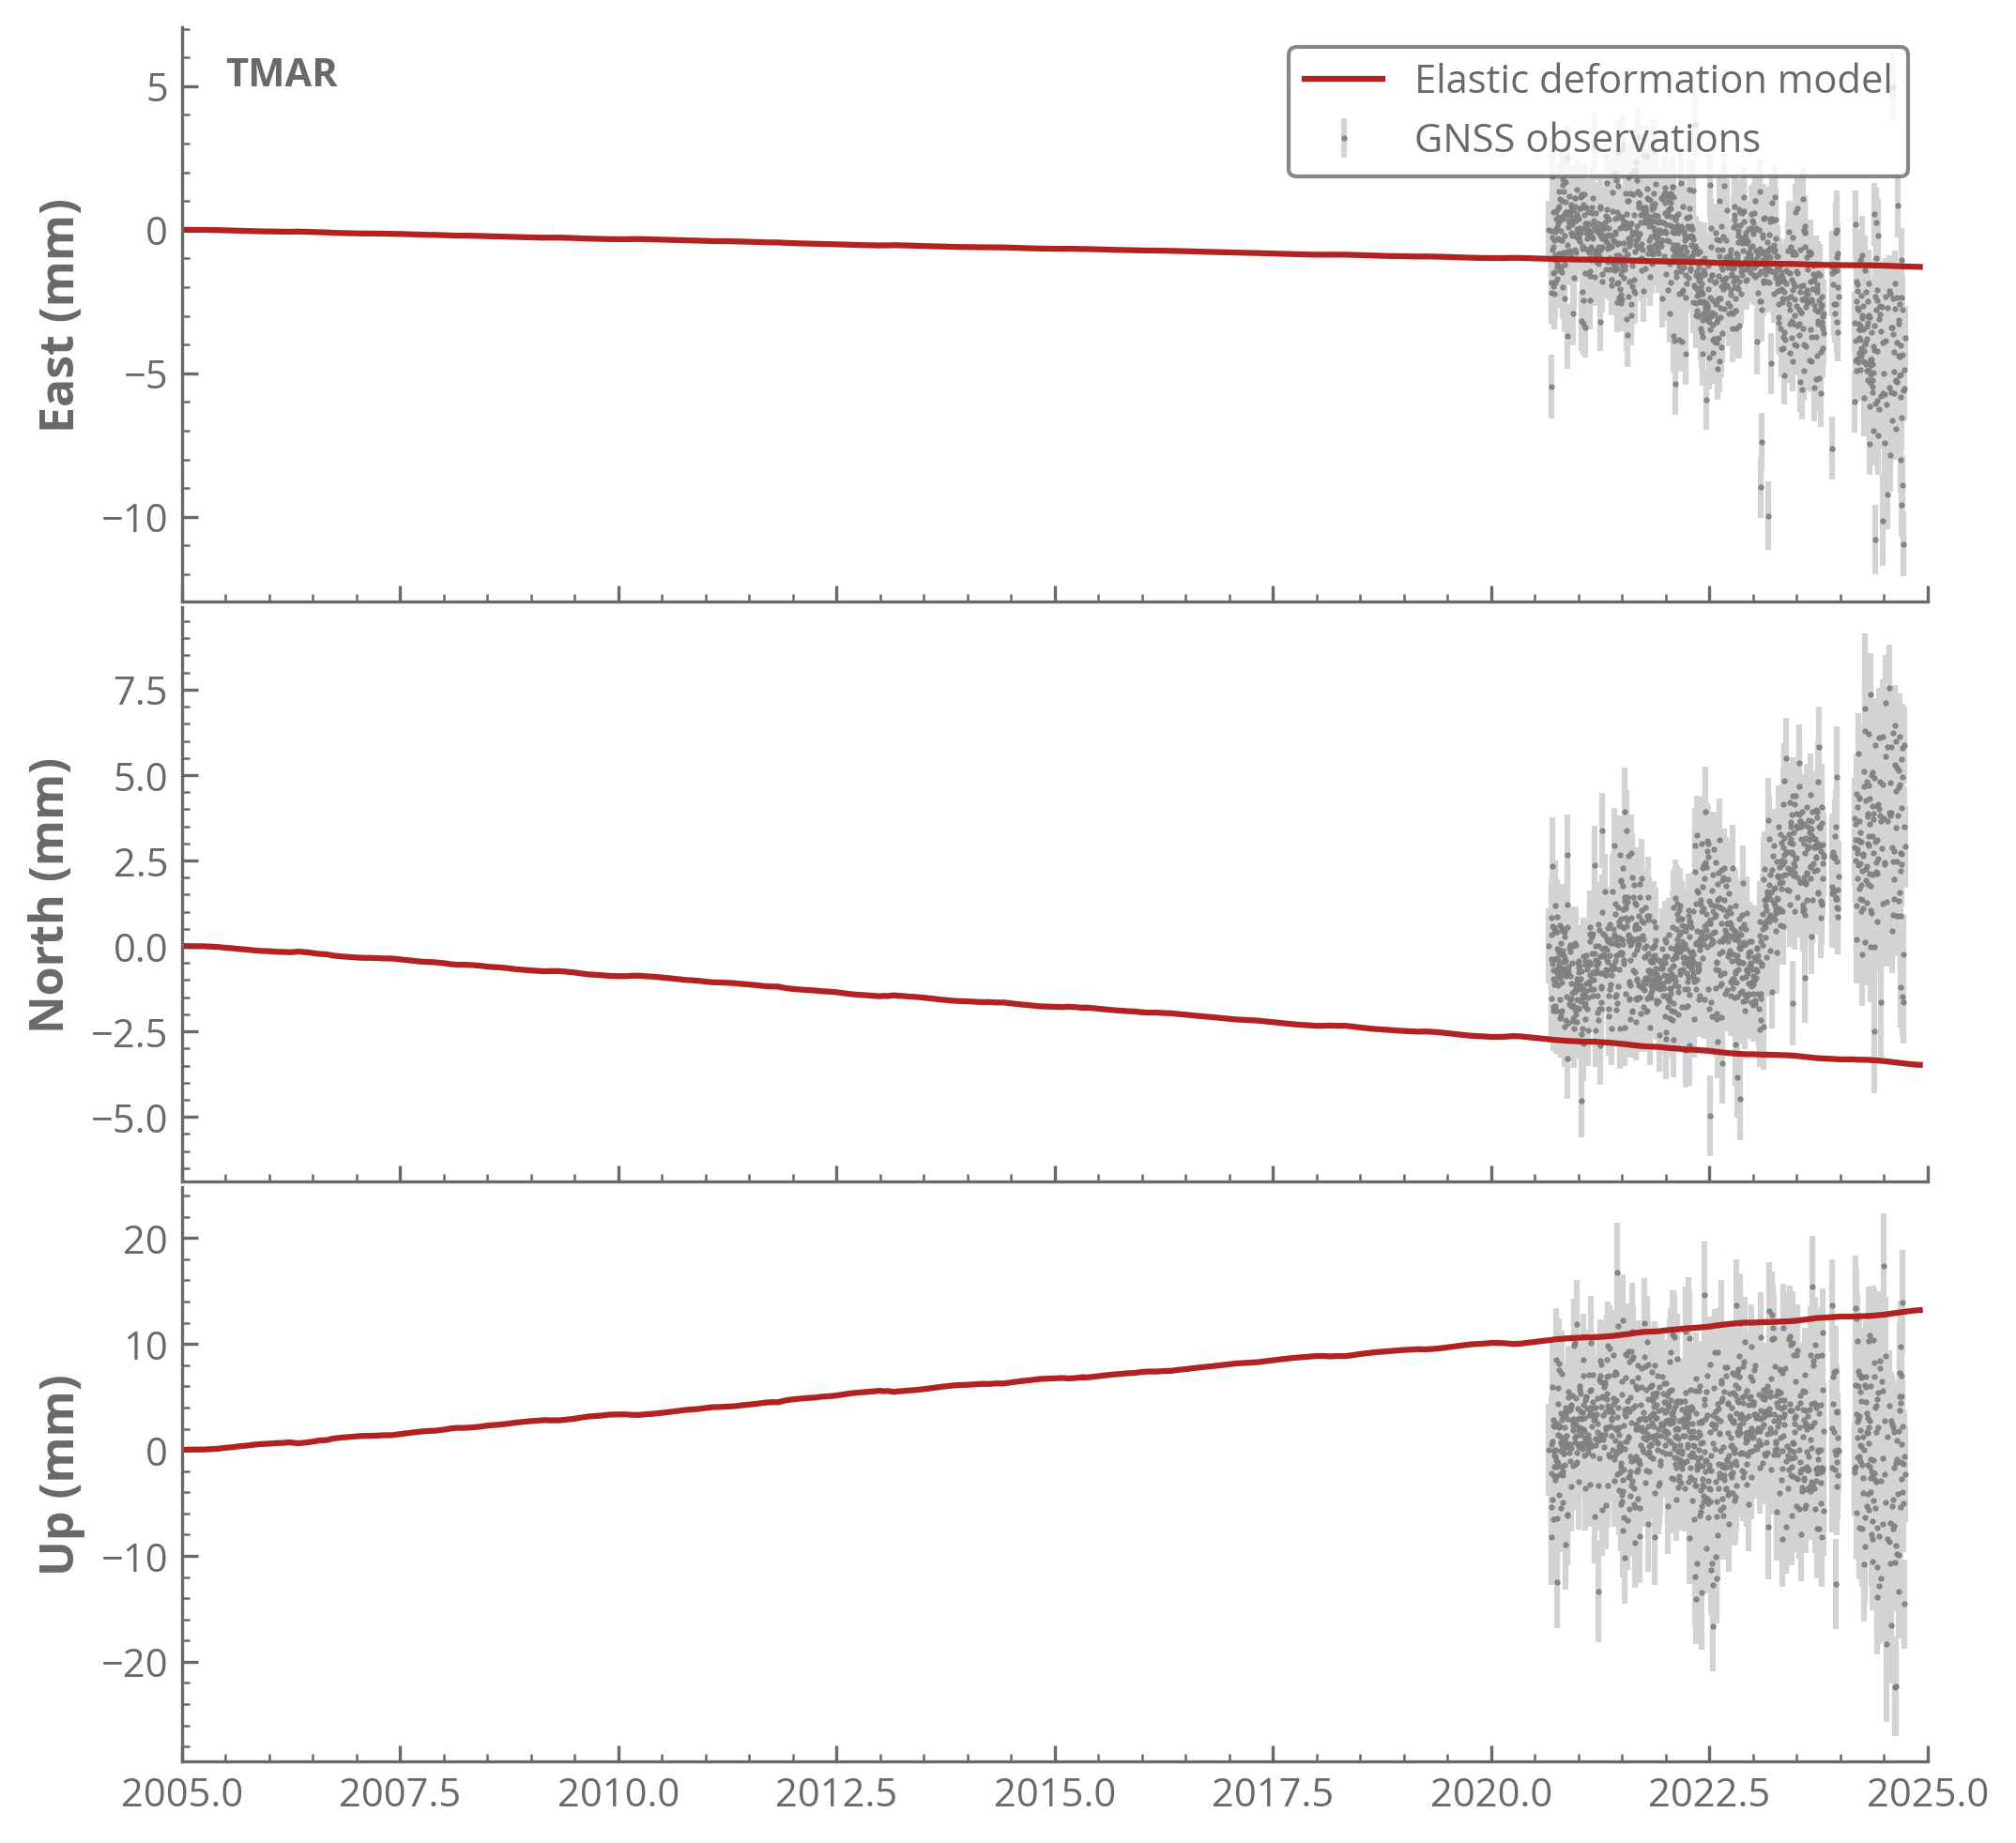 TMAR
Elastic deformation model
GNSS observations
East (mm)
5
0
−5
−10
North (mm)
7.5
5.0
2.5
0.0
−2.5
−5.0
Up (mm)
20
10
0
−10
−20
2005.0 2007.5 2010.0 2012.5 2015.0 2017.5 2020.0 2022.5 2025.0